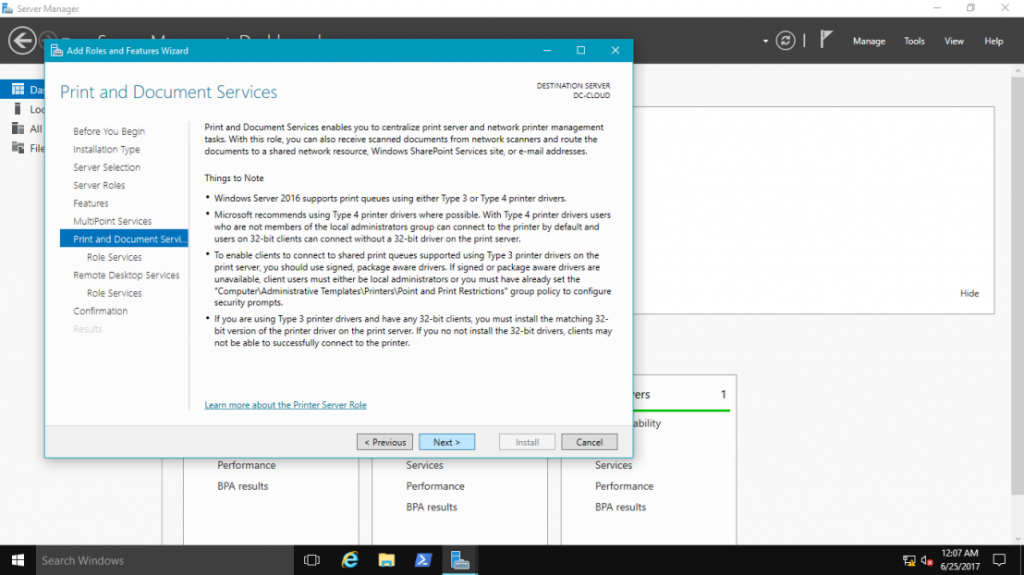 Server Manager
Add Roles and Features Wizard
Manage
Tools
View
Help
Print and Document Services
DESTINATION SERVER
DC-CLOUD
Before You Begin
Installation Type
Server Selection
Server Roles
Features
MultiPoint Services
Print and Document Servi...
Role Services
Remote Desktop Services
Role Services
Confirmation
Results
Print and Document Services enables you to centralize print server and network printer management
tasks. With this role, you can also receive scanned documents from network scanners and route the
documents to a shared network resource, Windows SharePoint Services site, or e-mail addresses.
Things to Note
• Windows Server 2016 supports print queues using either Type 3 or Type 4 printer drivers.
• Microsoft recommends using Type 4 printer drivers where possible. With Type 4 printer drivers users
who are not members of the local administrators group can connect to the printer by default and
users on 32-bit clients can connect without a 32-bit driver on the print server.
• To enable clients to connect to shared print queues supported using Type 3 printer drivers on the
print server, you should use signed, package aware drivers. If signed or package aware drivers are
unavailable, client users must either be local administrators or you must have already set the
"Computer\Administrative Templates\Printers\Point and Print Restrictions" group policy to configure
security prompts.
• If you are using Type 3 printer drivers and have any 32-bit clients, you must install the matching 32-
bit version of the printer driver on the print server. If you no not install the 32-bit drivers, clients may
not be able to successfully connect to the printer.
Learn more about the Printer Server Role
< Previous
Next >
Install
Cancel
Das
Loc
All
File
Hide
vers 1
ability
Performance
BPA results
Services
Performance
BPA results
Services
Performance
BPA results
Search Windows
12:07 AM
6/25/2017